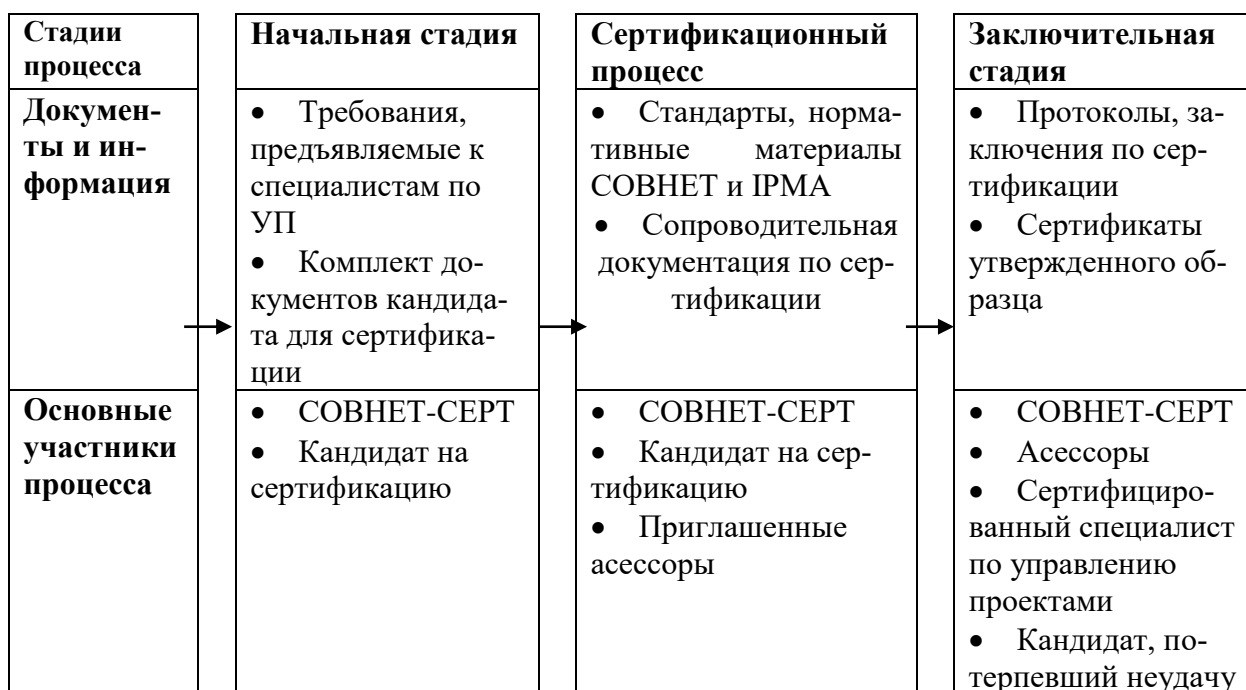 Стадии
процесса
Начальная стадия
Сертификационный
процесс
Заключительная
стадия
Докумен-
ты и ин-
формация
• Требования,
предъявляемые к
специалистам по
УП
• Комплект до-
кументов кандида-
та для сертифика-
ции
• Стандарты, норма-
тивные материалы
СОВНЕТ и IPMA
• Сопроводительная
документация по сер-
тификации
• Протоколы, за-
ключения по сер-
тификации
• Сертификаты
утвержденного об-
разца
Основные
участники
процесса
• СОВНЕТ-СЕРТ
• Кандидат на
сертификацию
• СОВНЕТ-СЕРТ
• Кандидат на сер-
тификацию
• Приглашенные
асессоры
• СОВНЕТ-СЕРТ
• Асессоры
• Сертифициро-
ванный специалист
по управлению
проектами
• Кандидат, по-
терпевший неудачу